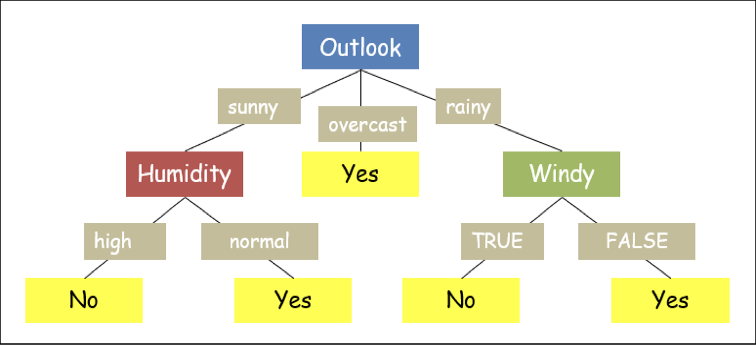 Outlook
sunny
overcast
rainy
Humidity
Yes
Windy
high
normal
TRUE
FALSE
No
Yes
No
Yes